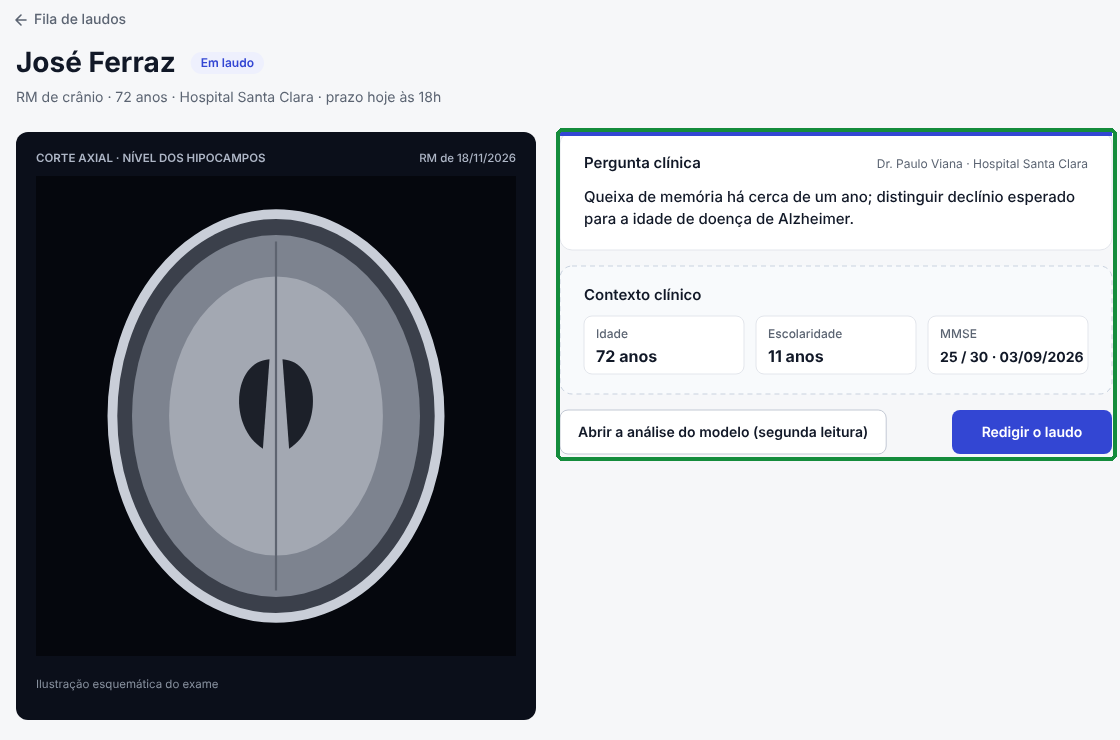 Fila de laudos
José Ferraz
Em laudo
RM de crânio · 72 anos · Hospital Santa Clara · prazo hoje às 18h
CORTE AXIAL · NÍVEL DOS HIPOCAMPOS
RM de 18/11/2026
Ilustração esquemática do exame
Pergunta clínica
Dr. Paulo Viana · Hospital Santa Clara
Queixa de memória há cerca de um ano; distinguir declínio esperado
para a idade de doença de Alzheimer.
Contexto clínico
Idade
72 anos
Escolaridade
11 anos
MMSE
25 / 30 · 03/09/2026
Abrir a análise do modelo (segunda leitura)
Redigir o laudo